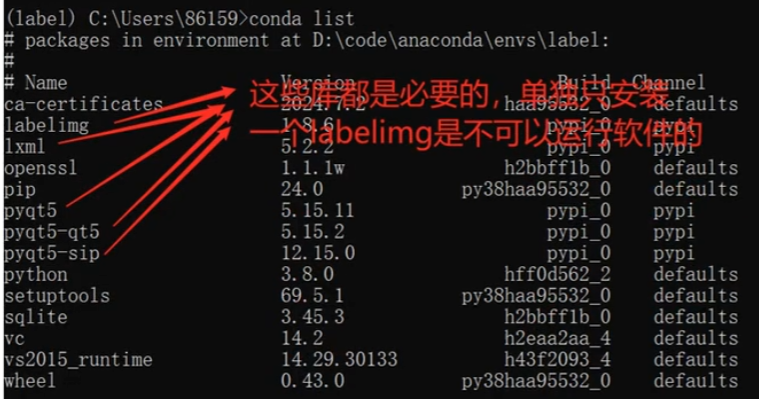 (label) C:\Users\86159>conda list
# packages in environment at D:\code\anaconda\envs\label:
#
# Name Version Build Channel
这些库都是必要的，单独只安装
一个labelimg是不可以运行软件的
ca-certificates 2024.7.2 haa95532_0 defaults
labelimg 1.8.6 pypi_0 pypi
lxml 5.2.2 pypi_0 pypi
openssl 1.1.1w h2bbff1b_0 defaults
pip 24.0 py38haa95532_0 defaults
pyqt5 5.15.11 pypi_0 pypi
pyqt5-qt5 5.15.2 pypi_0 pypi
pyqt5-sip 12.15.0 pypi_0 pypi
python 3.8.0 hff0d562_2 defaults
setuptools 69.5.1 py38haa95532_0 defaults
sqlite 3.45.3 h2bbff1b_0 defaults
vc 14.2 h2eaa2aa_4 defaults
vs2015_runtime 14.29.30133 h43f2093_4 defaults
wheel 0.43.0 py38haa95532_0 defaults